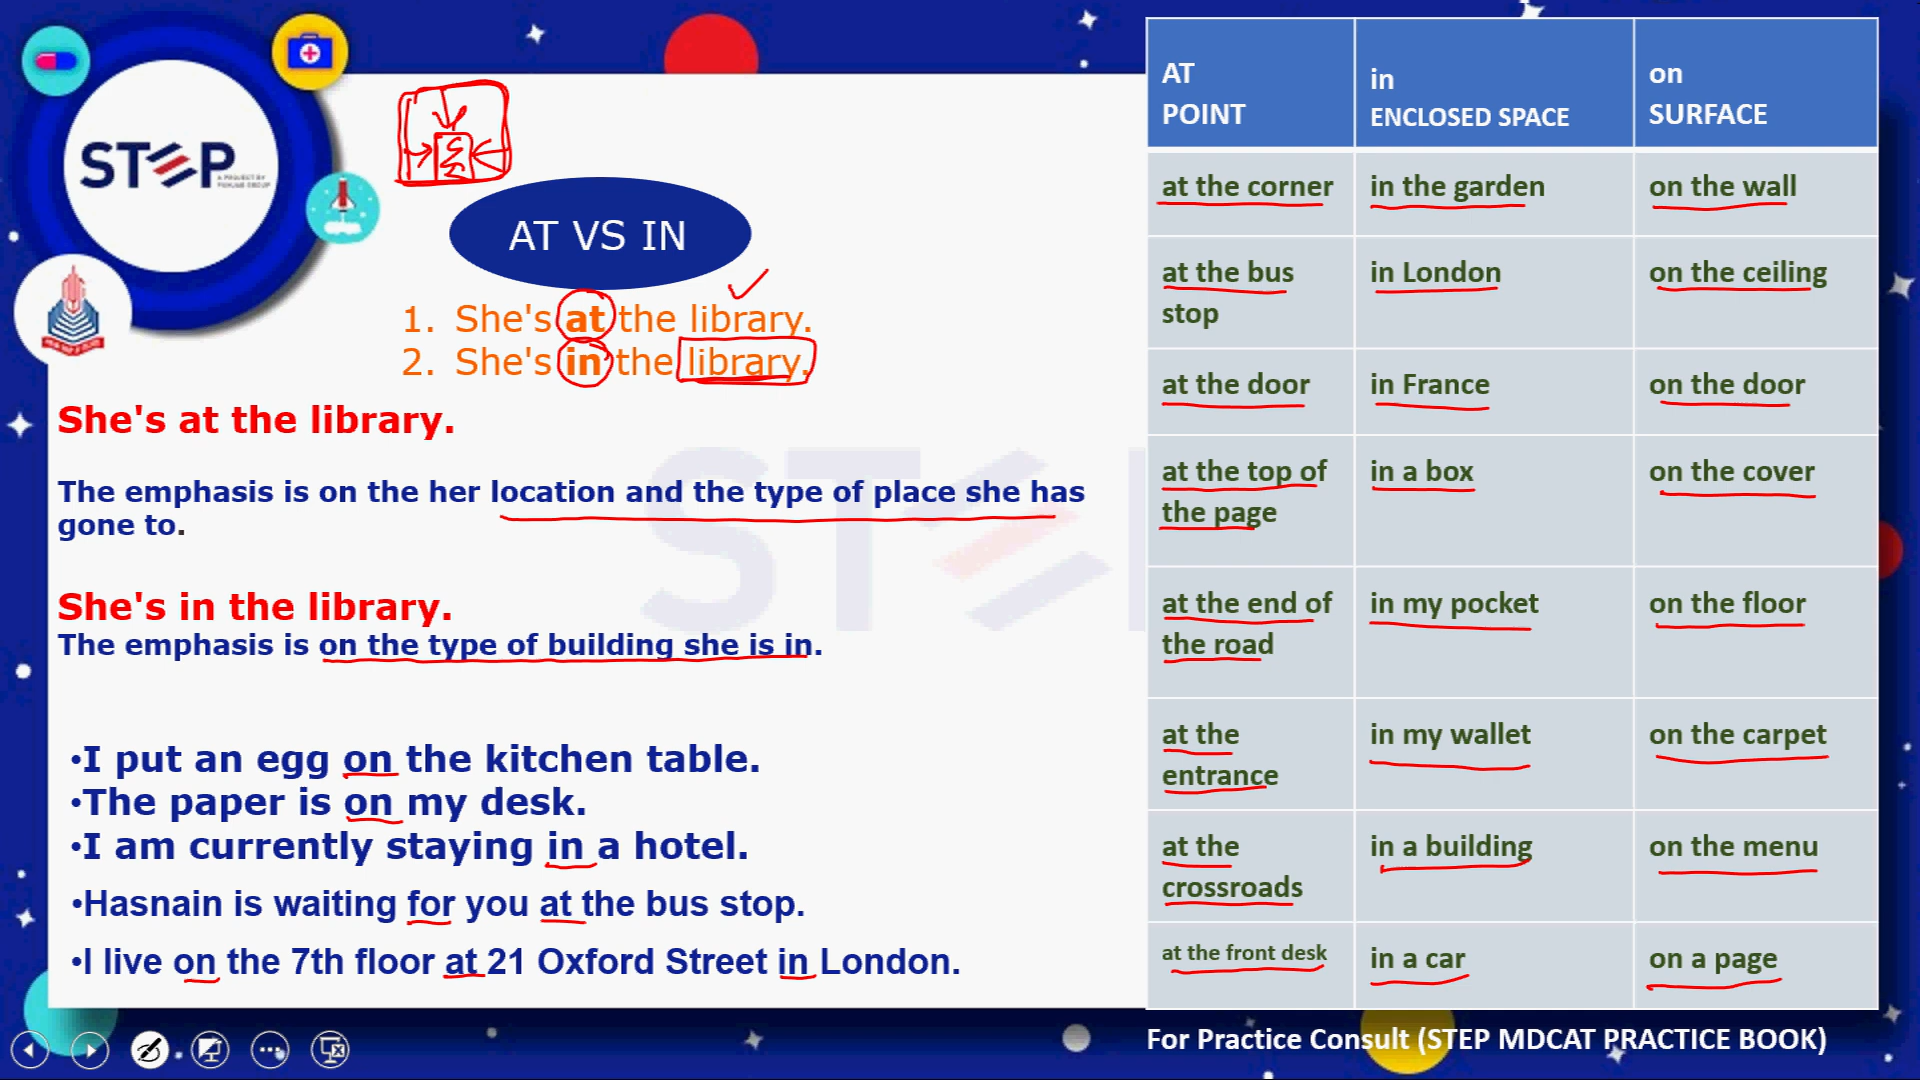 STEP
A PROJECT BY PUNJAB GROUP
AT VS IN
1. She's at the library.
2. She's in the library.
She's at the library.
The emphasis is on the her location and the type of place she has
gone to.
She's in the library.
The emphasis is on the type of building she is in.
•I put an egg on the kitchen table.
•The paper is on my desk.
•I am currently staying in a hotel.
•Hasnain is waiting for you at the bus stop.
•I live on the 7th floor at 21 Oxford Street in London.
AT
POINT
in
ENCLOSED SPACE
on
SURFACE
at the corner
in the garden
on the wall
at the bus
stop
in London
on the ceiling
at the door
in France
on the door
at the top of
the page
in a box
on the cover
at the end of
the road
in my pocket
on the floor
at the
entrance
in my wallet
on the carpet
at the
crossroads
in a building
on the menu
at the front desk
in a car
on a page
For Practice Consult (STEP MDCAT PRACTICE BOOK)